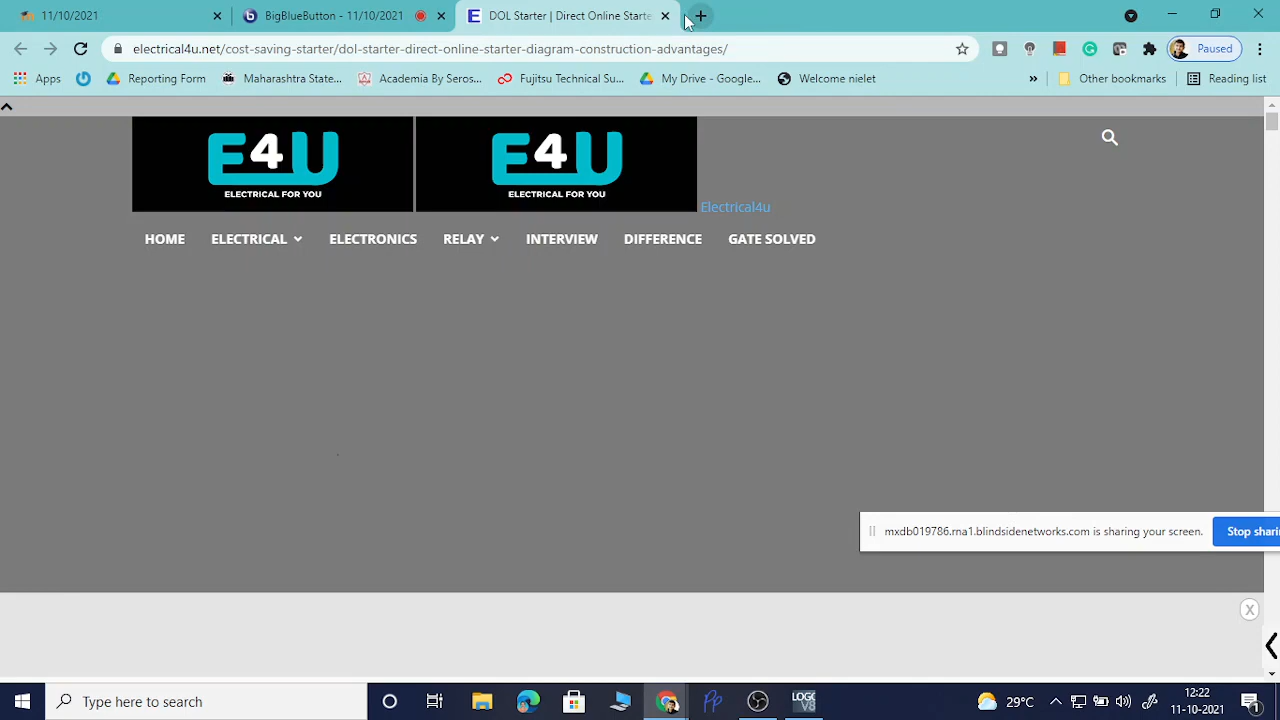 11/10/2021
BigBlueButton - 11/10/2021
DOL Starter | Direct Online Starte
electrical4u.net/cost-saving-starter/dol-starter-direct-online-starter-diagram-construction-advantages/
Paused
Apps
Reporting Form
Maharashtra State...
Academia By Seros...
Fujitsu Technical Su...
My Drive - Google...
Welcome nielet
»
Other bookmarks
Reading list
E4U
ELECTRICAL FOR YOU
E4U
ELECTRICAL FOR YOU
Electrical4u
HOME
ELECTRICAL
ELECTRONICS
RELAY
INTERVIEW
DIFFERENCE
GATE SOLVED
mxdb019786.rna1.blindsidenetworks.com is sharing your screen.
Stop shari
X
Type here to search
LOGO
V8
29°C
12:22
11-10-2021
1